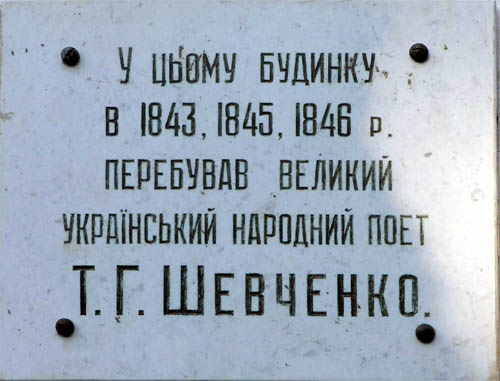 У ЦЬОМУ БУДИНКУ
В 1843, 1845, 1846 р.
ПЕРЕБУВАВ ВЕЛИКИЙ
УКРАЇНСЬКИЙ НАРОДНИЙ ПОЕТ
Т. Г. ШЕВЧЕНКО.